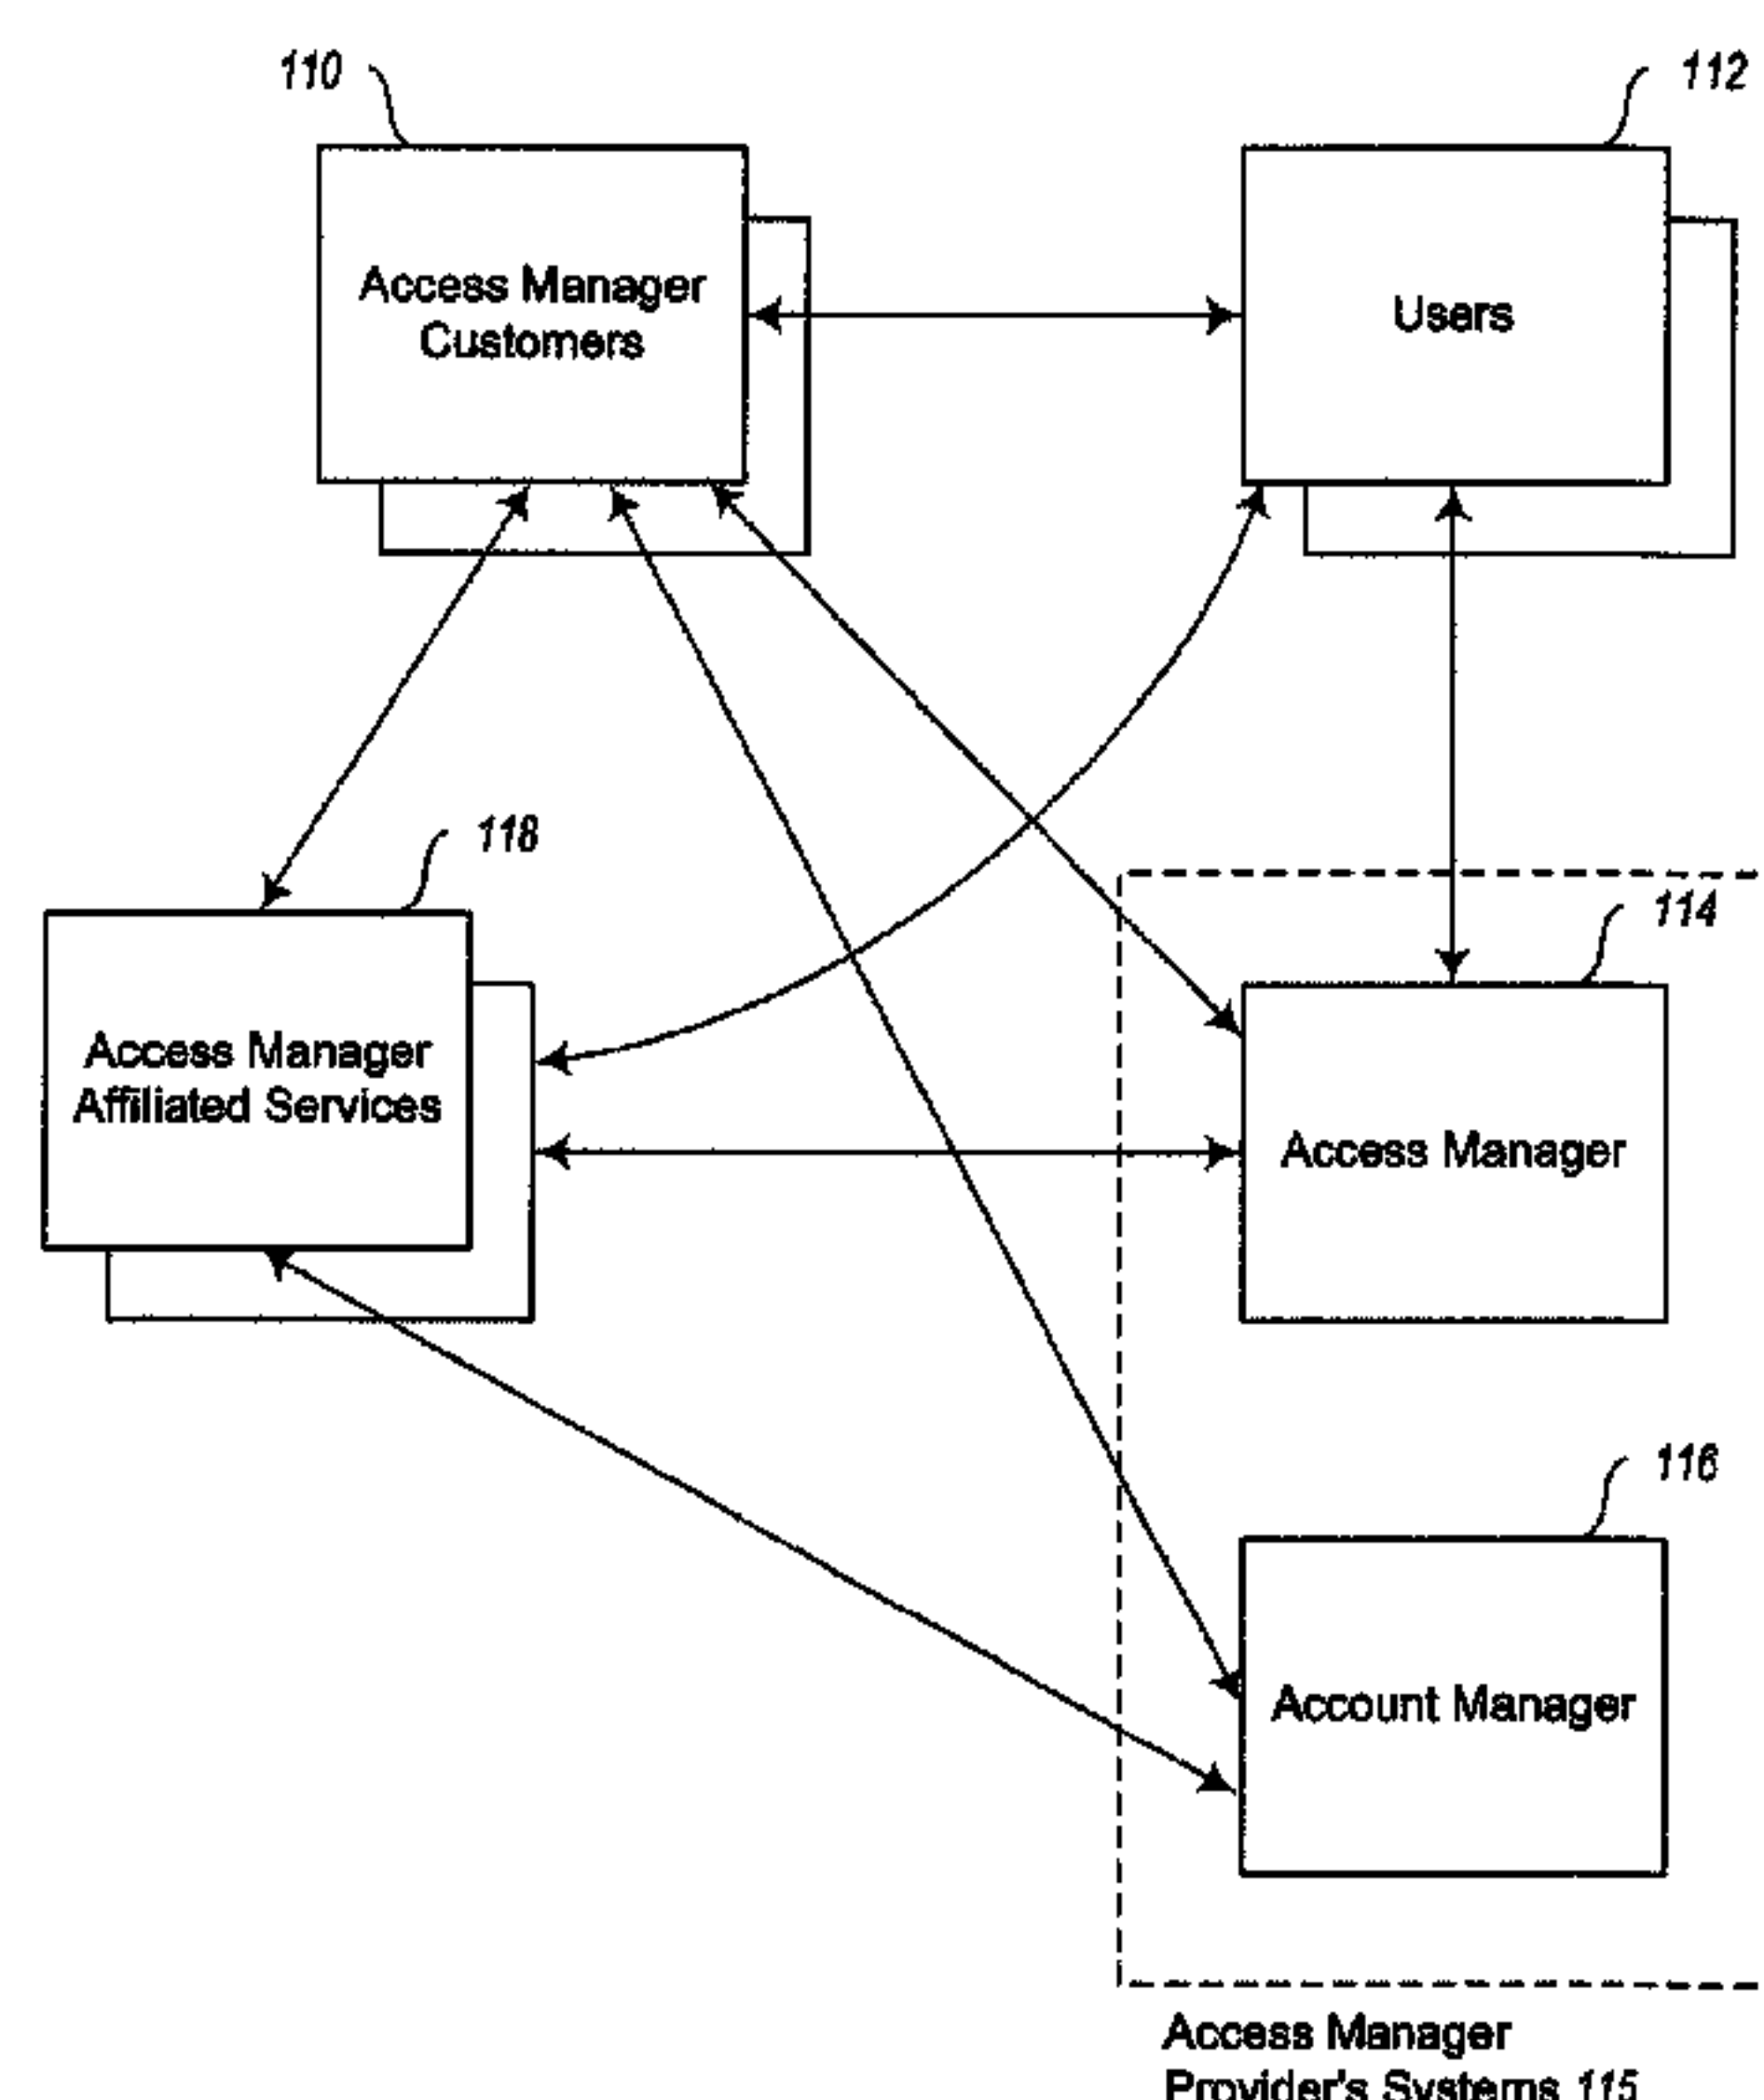 110
112
Access Manager
Customers
Users
118
114
Access Manager
Affiliated Services
Access Manager
116
Account Manager
Access Manager
Provider's Systems 115